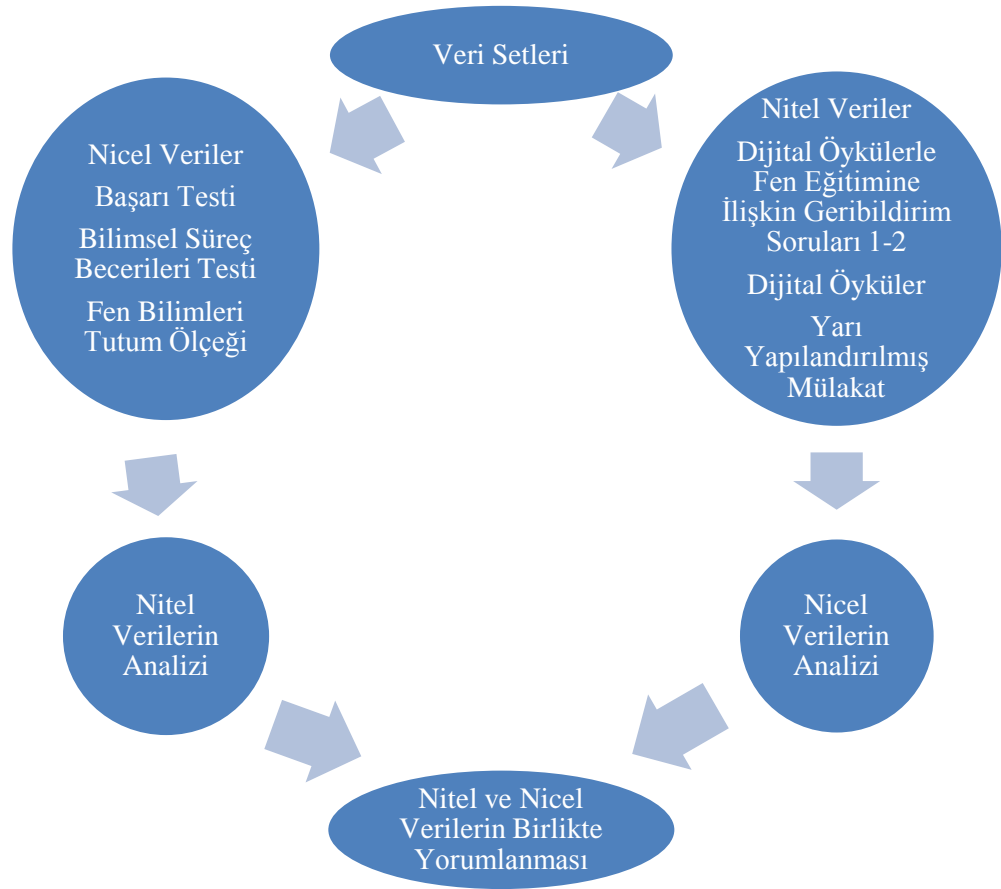 Veri Setleri
Nicel Veriler
Başarı Testi
Bilimsel Süreç
Becerileri Testi
Fen Bilimleri
Tutum Ölçeği
Nitel Veriler
Dijital Öykülerle
Fen Eğitimine
İlişkin Geribildirim
Soruları 1-2
Dijital Öyküler
Yarı
Yapılandırılmış
Mülakat
Nitel
Verilerin
Analizi
Nicel
Verilerin
Analizi
Nitel ve Nicel
Verilerin Birlikte
Yorumlanması